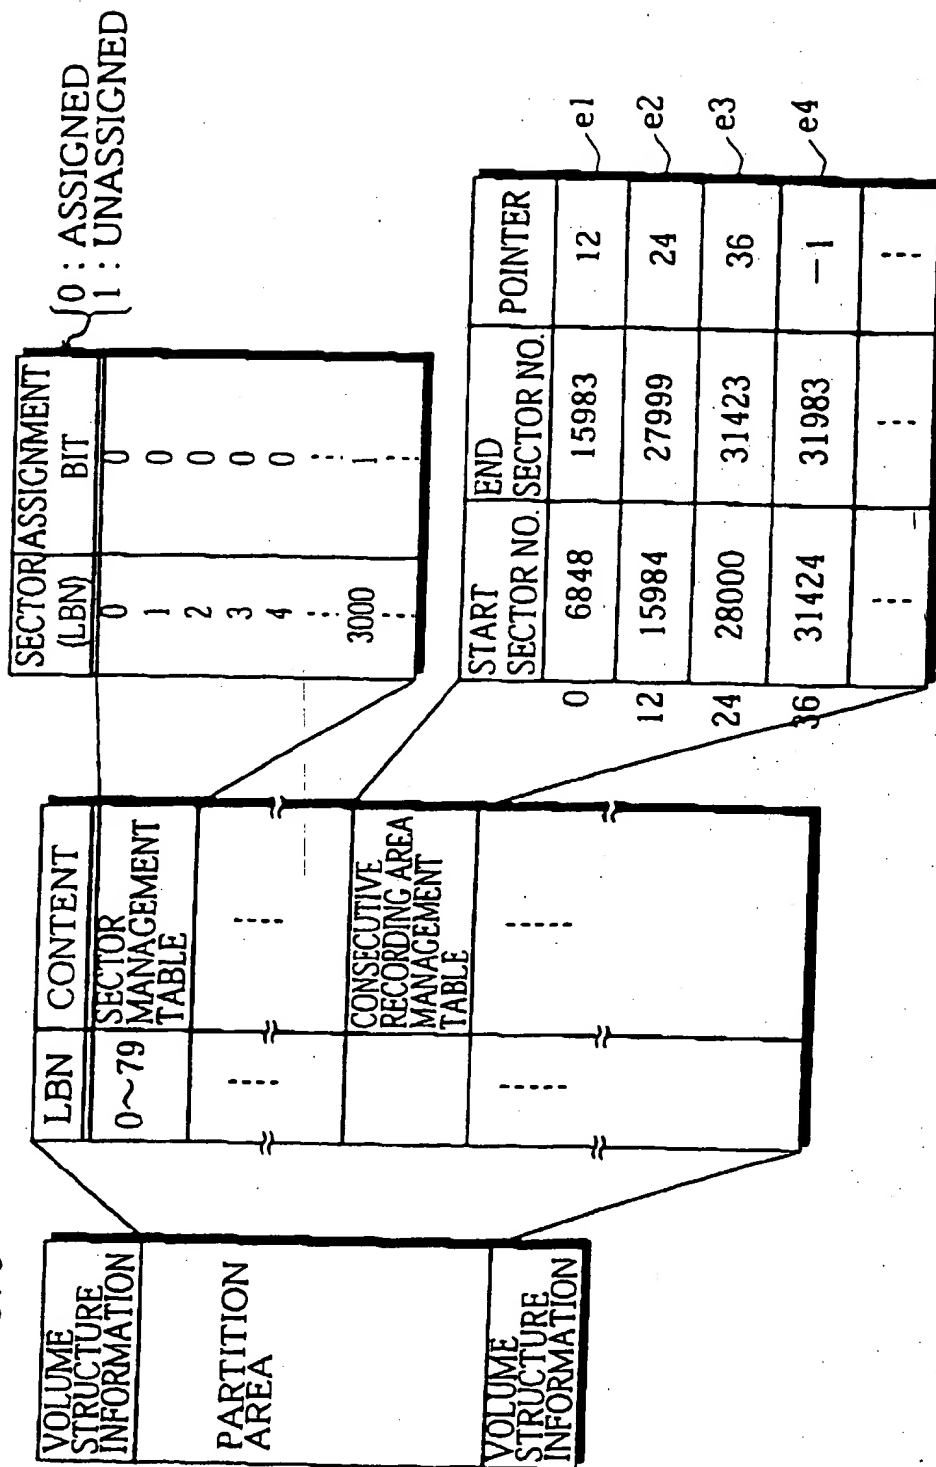 VOLUME
STRUCTURE
INFORMATION
PARTITION
AREA
VOLUME
STRUCTURE
INFORMATION
LBN CONTENT
0~79 SECTOR
MANAGEMENT
TABLE
CONSECUTIVE
RECORDING AREA
MANAGEMENT
TABLE
SECTOR (LBN) ASSIGNMENT BIT
0 0
1 0
2 0
3 0
4 0
3000 1
0 : ASSIGNED
1 : UNASSIGNED
START SECTOR NO. END SECTOR NO. POINTER
0 6848 15983 12 e1
12 15984 27999 24 e2
24 28000 31423 36 e3
36 31424 31983 -1 e4